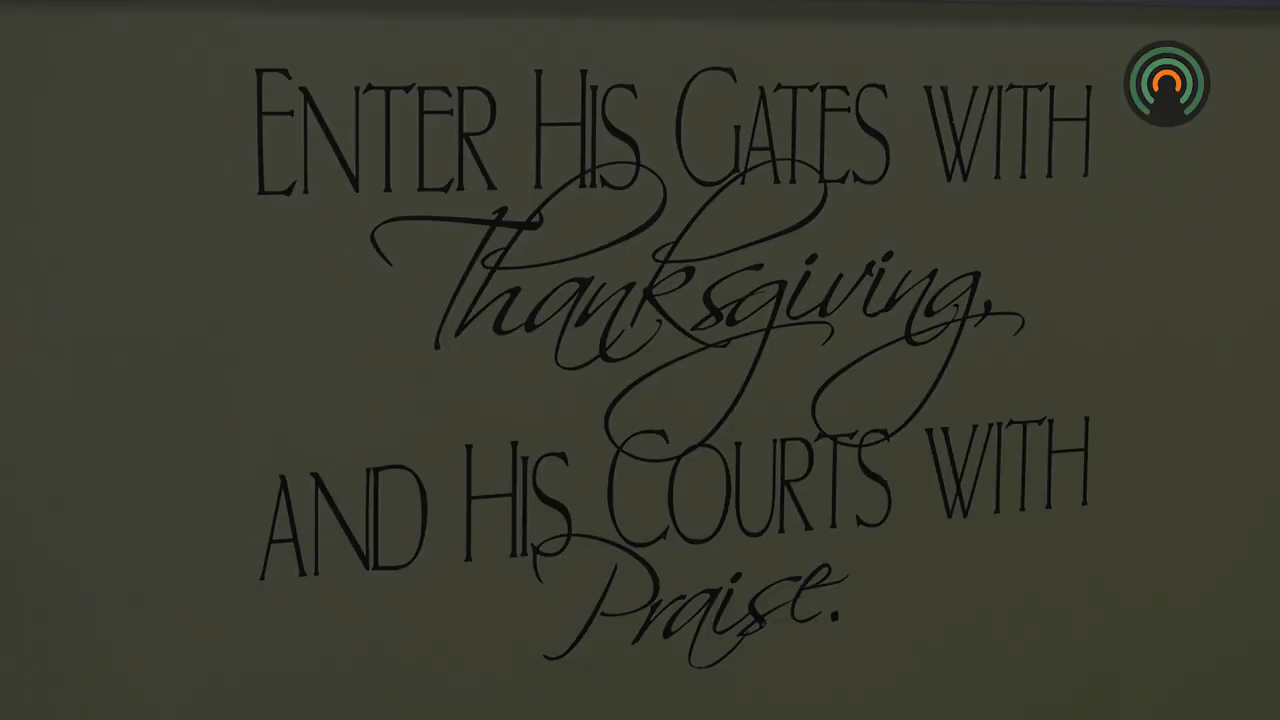 Enter His Gates with
Thanksgiving,
and His Courts with
Praise.